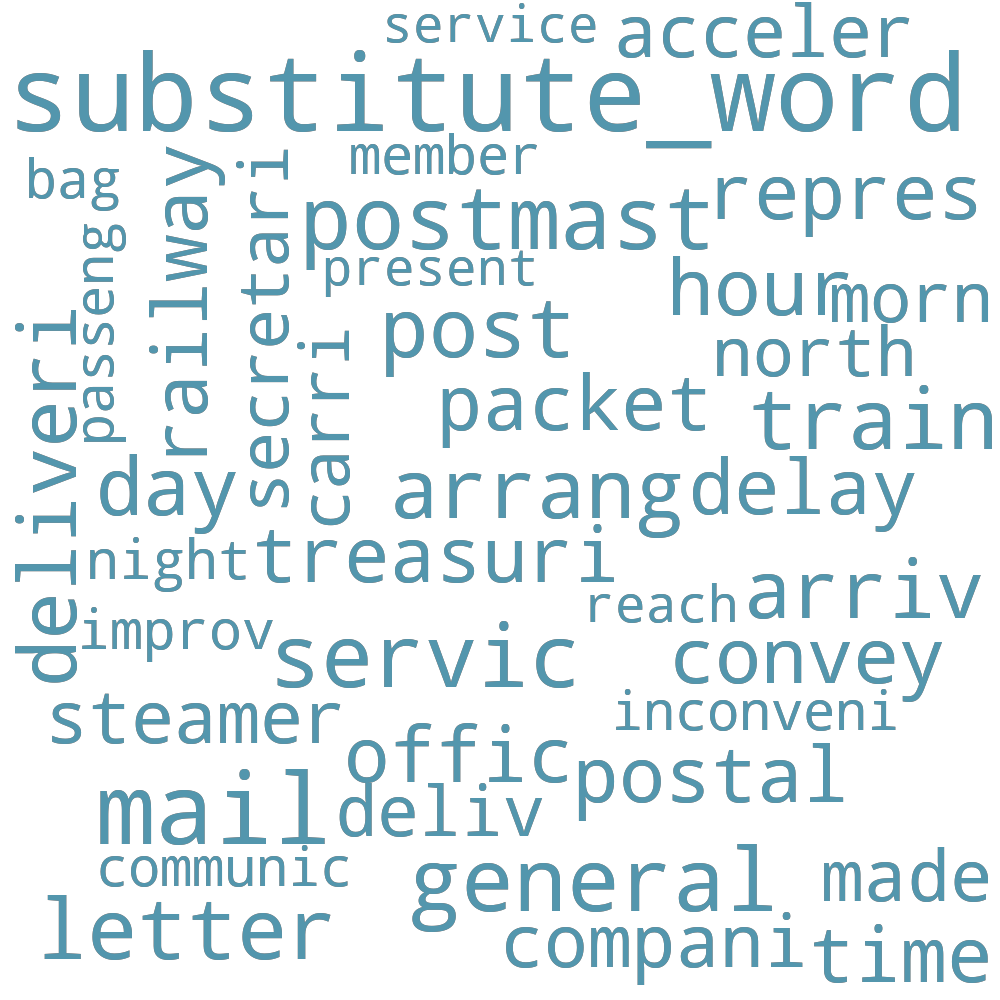 service
acceler
substitute_word
member
bag
railway
secretari
repres
postmast
passeng
present
hour
morn
deliveri
post
carri
north
packet
train
day
arrang
delay
night
treasuri
reach
arriv
improv
servic
convey
steamer
inconveni
offic
postal
mail
deliv
communic
general
made
letter
compani
time